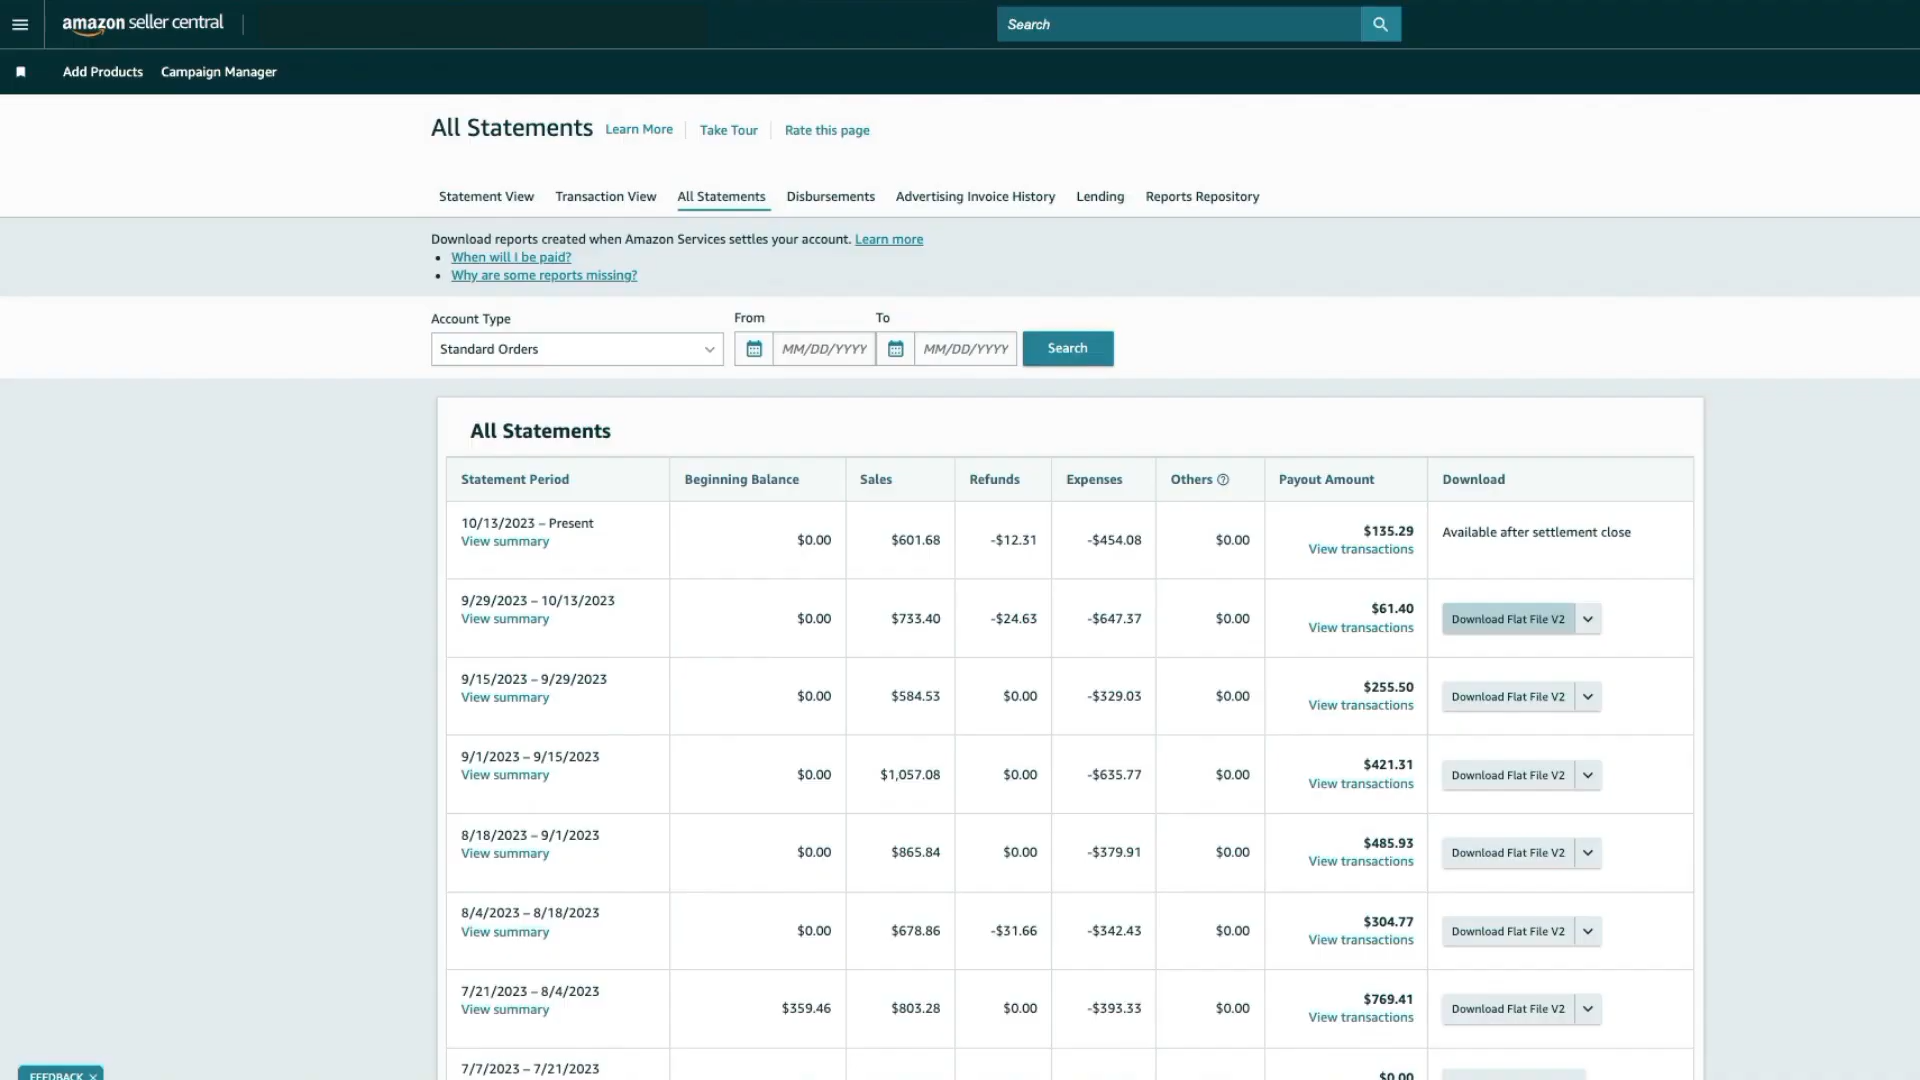 amazon seller central
Search
Add Products Campaign Manager
All Statements Learn More Take Tour Rate this page
Statement View Transaction View All Statements Disbursements Advertising Invoice History Lending Reports Repository
Download reports created when Amazon Services settles your account. Learn more
• When will I be paid?
• Why are some reports missing?
Account Type From To
Standard Orders MM/DD/YYYY MM/DD/YYYY Search
All Statements
Statement Period Beginning Balance Sales Refunds Expenses Others Payout Amount Download
10/13/2023 – Present
View summary
$0.00 $601.68 -$12.31 -$454.08 $0.00
$135.29
View transactions
Available after settlement close
9/29/2023 – 10/13/2023
View summary
$0.00 $733.40 -$24.63 -$647.37 $0.00
$61.40
View transactions
Download Flat File V2
9/15/2023 – 9/29/2023
View summary
$0.00 $584.53 $0.00 -$329.03 $0.00
$255.50
View transactions
Download Flat File V2
9/1/2023 – 9/15/2023
View summary
$0.00 $1,057.08 $0.00 -$635.77 $0.00
$421.31
View transactions
Download Flat File V2
8/18/2023 – 9/1/2023
View summary
$0.00 $865.84 $0.00 -$379.91 $0.00
$485.93
View transactions
Download Flat File V2
8/4/2023 – 8/18/2023
View summary
$0.00 $678.86 -$31.66 -$342.43 $0.00
$304.77
View transactions
Download Flat File V2
7/21/2023 – 8/4/2023
View summary
$359.46 $803.28 $0.00 -$393.33 $0.00
$769.41
View transactions
Download Flat File V2
7/7/2023 – 7/21/2023
$0.00
FEEDBACK ×